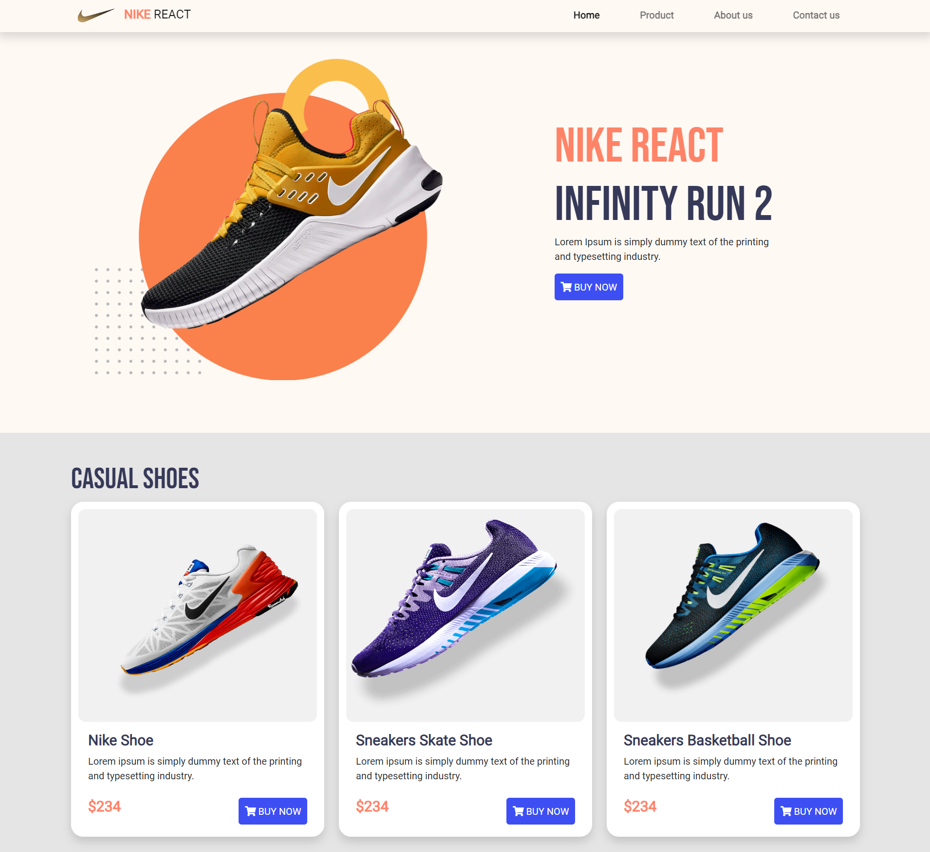 NIKE REACT
Home Product About us Contact us
NIKE REACT
INFINITY RUN 2
Lorem Ipsum is simply dummy text of the printing
and typesetting industry.
BUY NOW
CASUAL SHOES
Nike Shoe
Lorem ipsum is simply dummy text of the printing
and typesetting industry.
$234
BUY NOW
Sneakers Skate Shoe
Lorem ipsum is simply dummy text of the printing
and typesetting industry.
$234
BUY NOW
Sneakers Basketball Shoe
Lorem ipsum is simply dummy text of the printing
and typesetting industry.
$234
BUY NOW